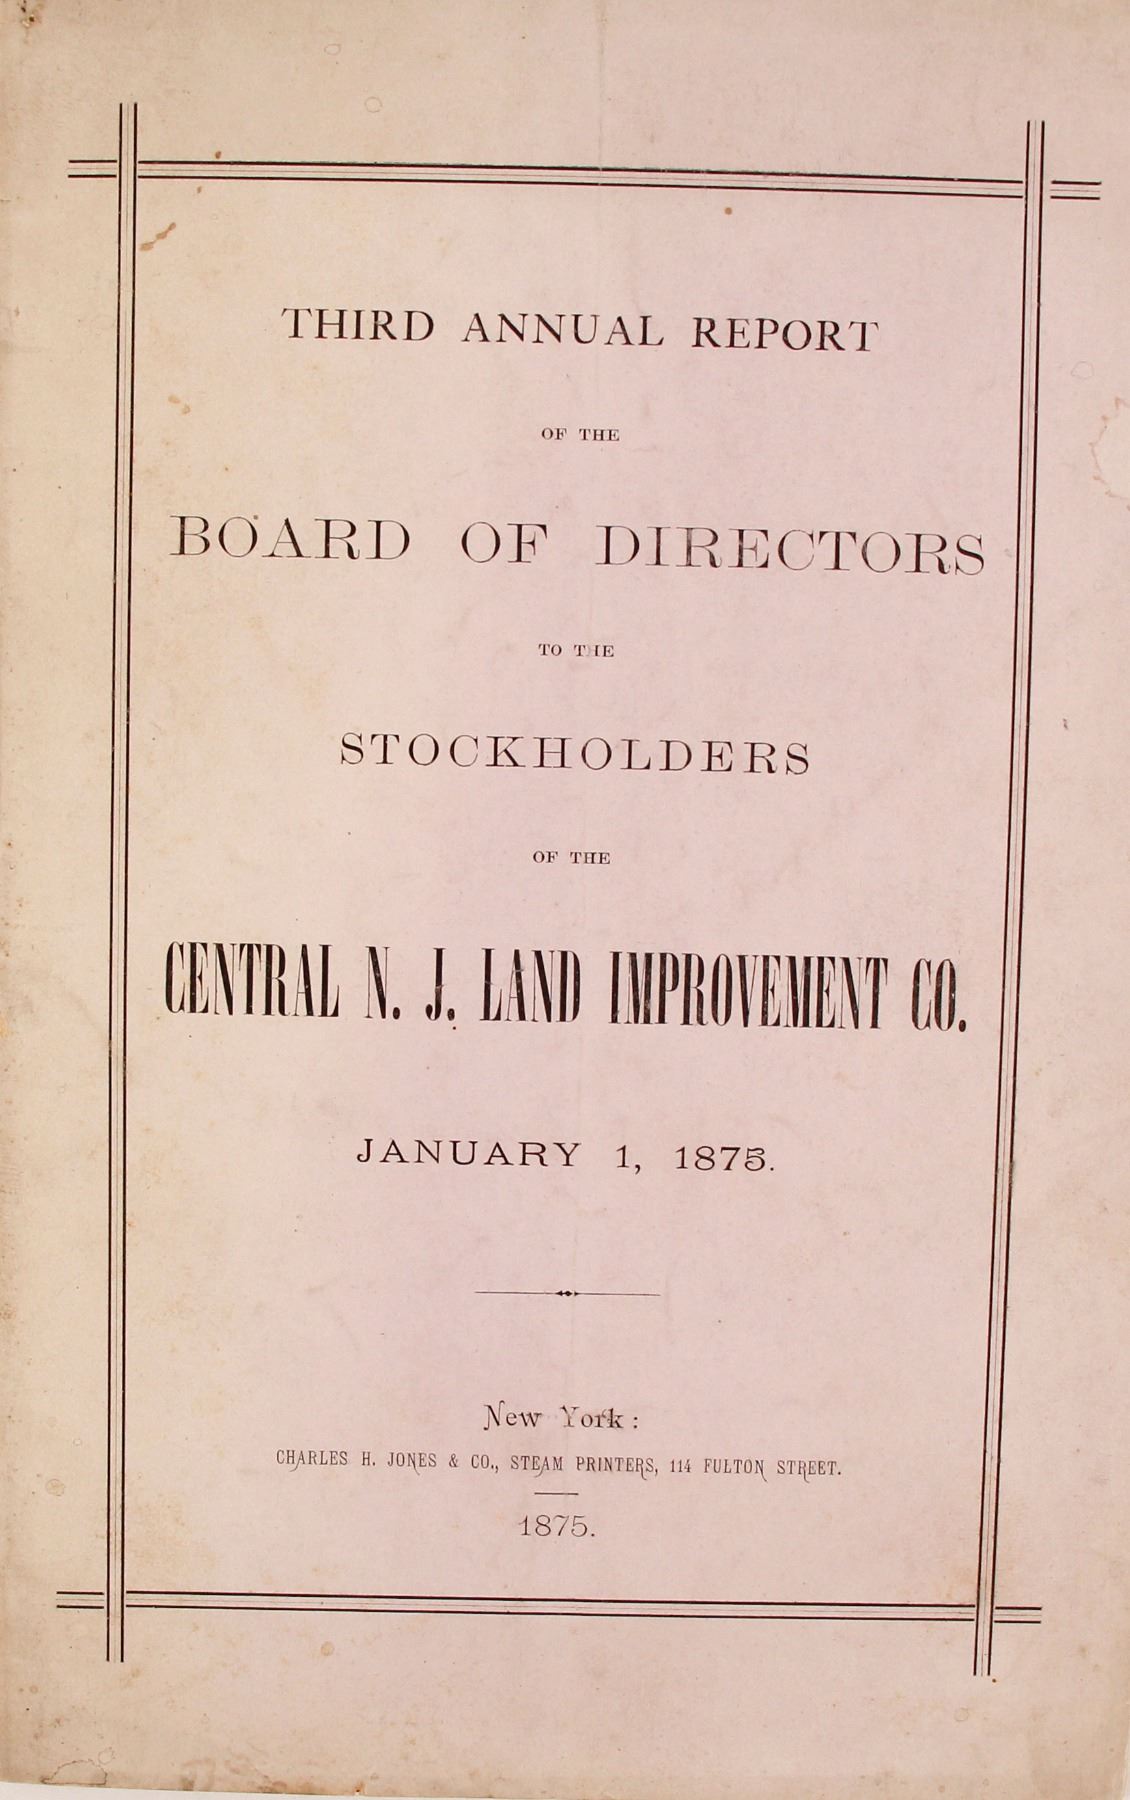 THIRD ANNUAL REPORT
OF THE
BOARD OF DIRECTORS
TO THE
STOCKHOLDERS
OF THE
CENTRAL N. J. LAND IMPROVEMENT CO.
JANUARY 1, 1875.
New York:
CHARLES H. JONES & CO., STEAM PRINTERS, 114 FULTON STREET.
1875.